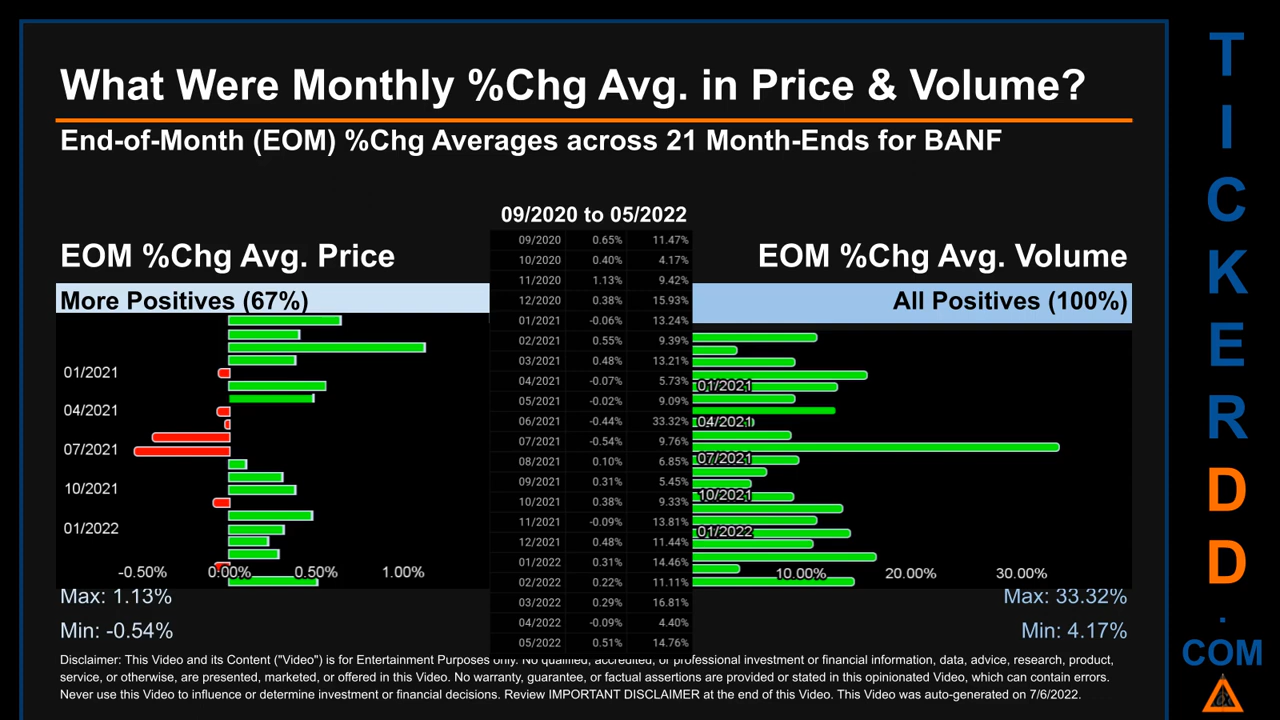 What Were Monthly %Chg Avg. in Price & Volume?
End-of-Month (EOM) %Chg Averages across 21 Month-Ends for BANF
09/2020 to 05/2022
EOM %Chg Avg. Price
EOM %Chg Avg. Volume
More Positives (67%)
All Positives (100%)
09/2020 0.65% 11.47%
10/2020 0.40% 4.17%
11/2020 1.13% 9.42%
12/2020 0.38% 15.93%
01/2021 -0.06% 13.24%
02/2021 0.55% 9.39%
03/2021 0.48% 13.21%
04/2021 -0.07% 5.73%
05/2021 -0.02% 9.09%
06/2021 -0.44% 33.32%
07/2021 -0.54% 9.76%
08/2021 0.10% 6.85%
09/2021 0.31% 5.45%
10/2021 0.38% 9.33%
11/2021 -0.09% 13.81%
12/2021 0.48% 11.44%
01/2022 0.31% 14.46%
02/2022 0.22% 11.11%
03/2022 0.29% 16.81%
04/2022 -0.09% 4.40%
05/2022 0.51% 14.76%
01/2021
04/2021
07/2021
10/2021
01/2022
-0.50% 0.00% 0.50% 1.00%
01/2021
04/2021
07/2021
10/2021
01/2022
10.00% 20.00% 30.00%
Max: 1.13%
Min: -0.54%
Max: 33.32%
Min: 4.17%
Disclaimer: This Video and its Content ("Video") is for Entertainment Purposes only. No qualified, accredited, or professional investment or financial information, data, advice, research, product,
service, or otherwise, are presented, marketed, or offered in this Video. No warranty, guarantee, or factual assertions are provided or stated in this opinionated Video, which can contain errors.
Never use this Video to influence or determine investment or financial decisions. Review IMPORTANT DISCLAIMER at the end of this Video. This Video was auto-generated on 7/6/2022.
T
I
C
K
E
R
D
D
.
COM